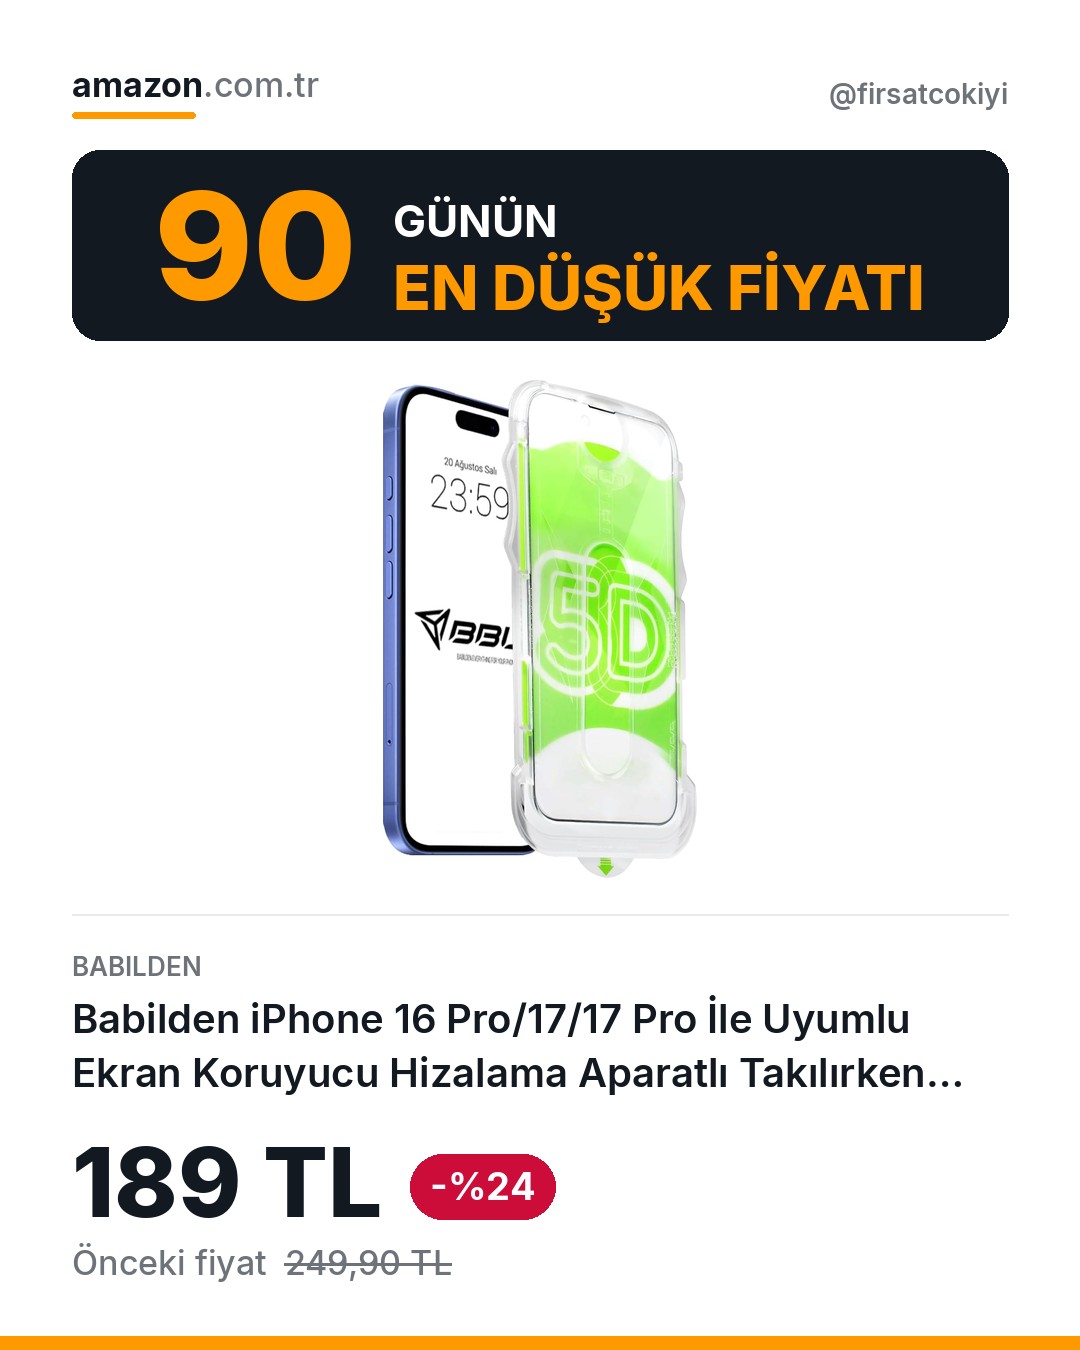 amazon.com.tr
@firsatcokiyi
90
GÜNÜN
EN DÜŞÜK FİYATI
20 Ağustos Salı
23:59
5D
BABILDEN
Babilden iPhone 16 Pro/17/17 Pro İle Uyumlu
Ekran Koruyucu Hizalama Aparatlı Takılırken...
189 TL
-%24
Önceki fiyat 249,90 TL